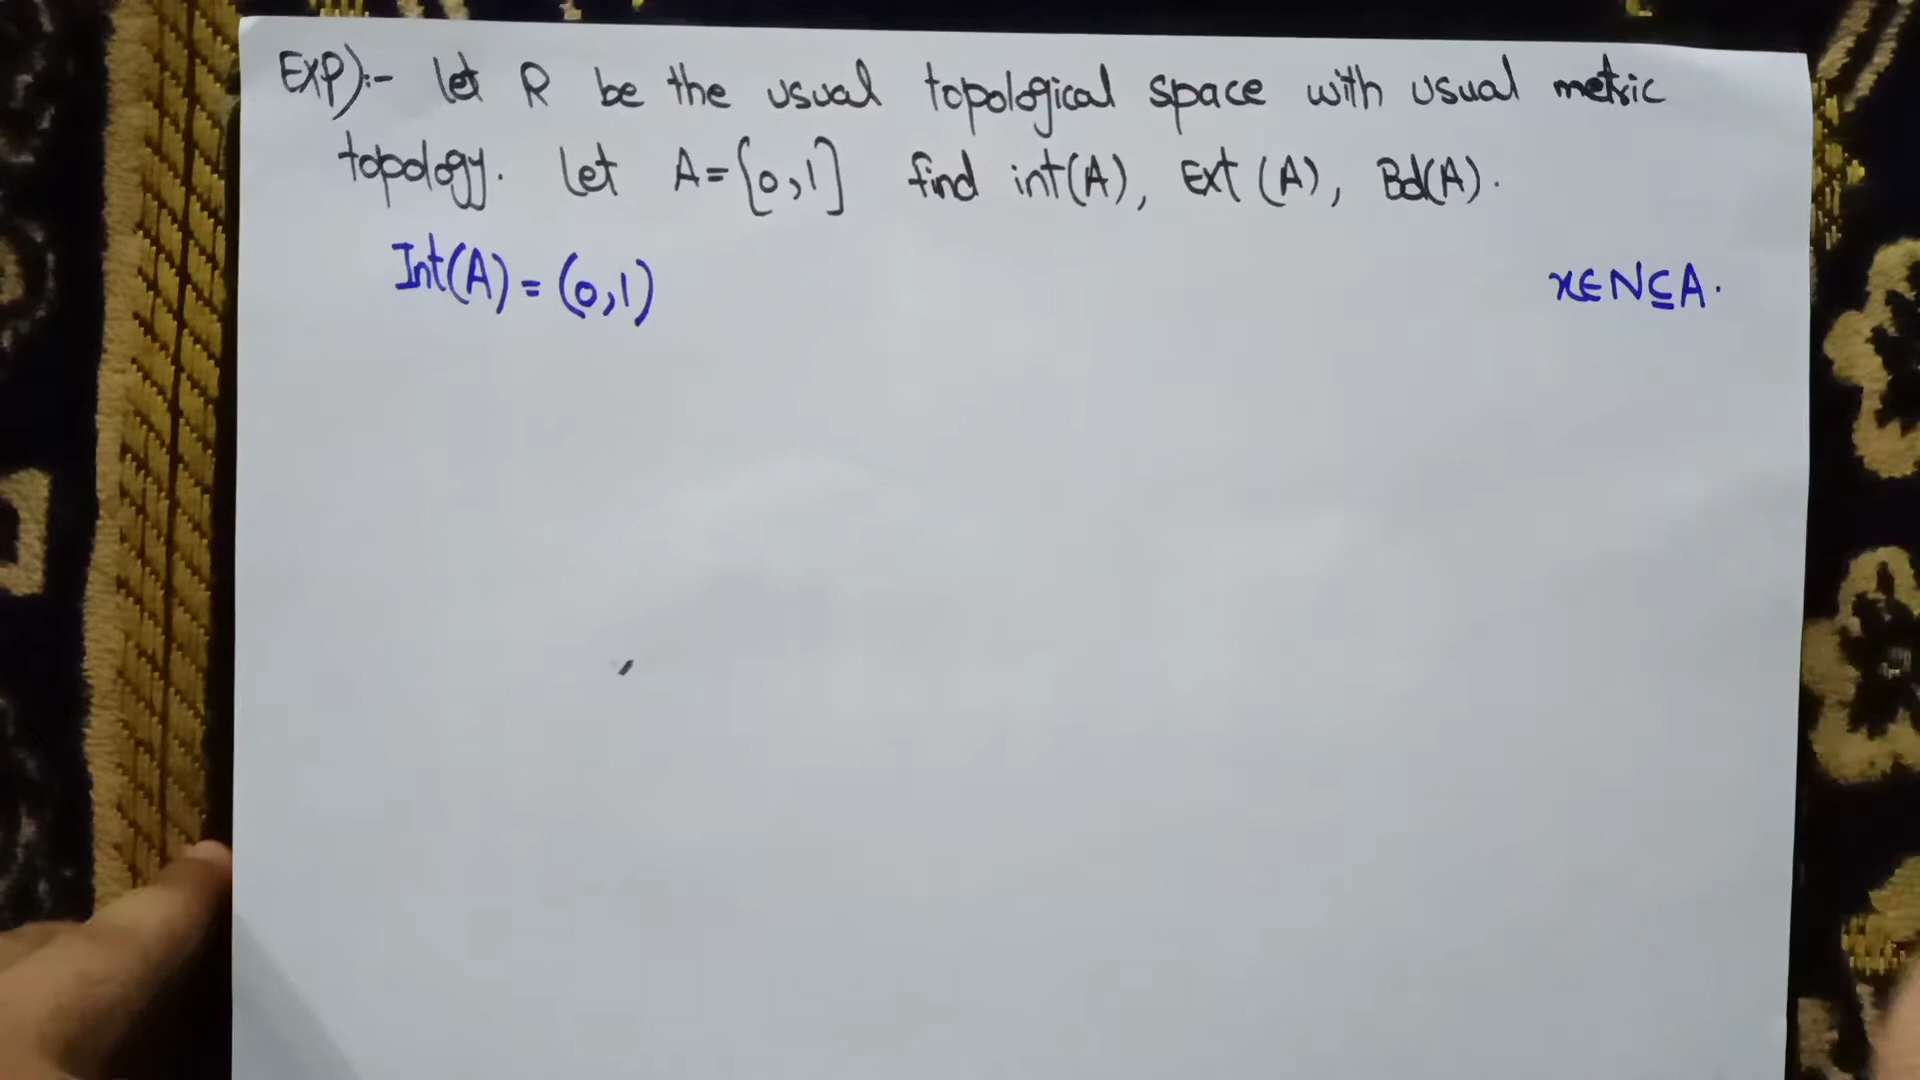 Exp):- let R be the usual topological space with usual metric
topology. let A=[0,1] find int(A), Ext (A), Bd(A).
Int(A) = (0,1)
x∈N⊆A.